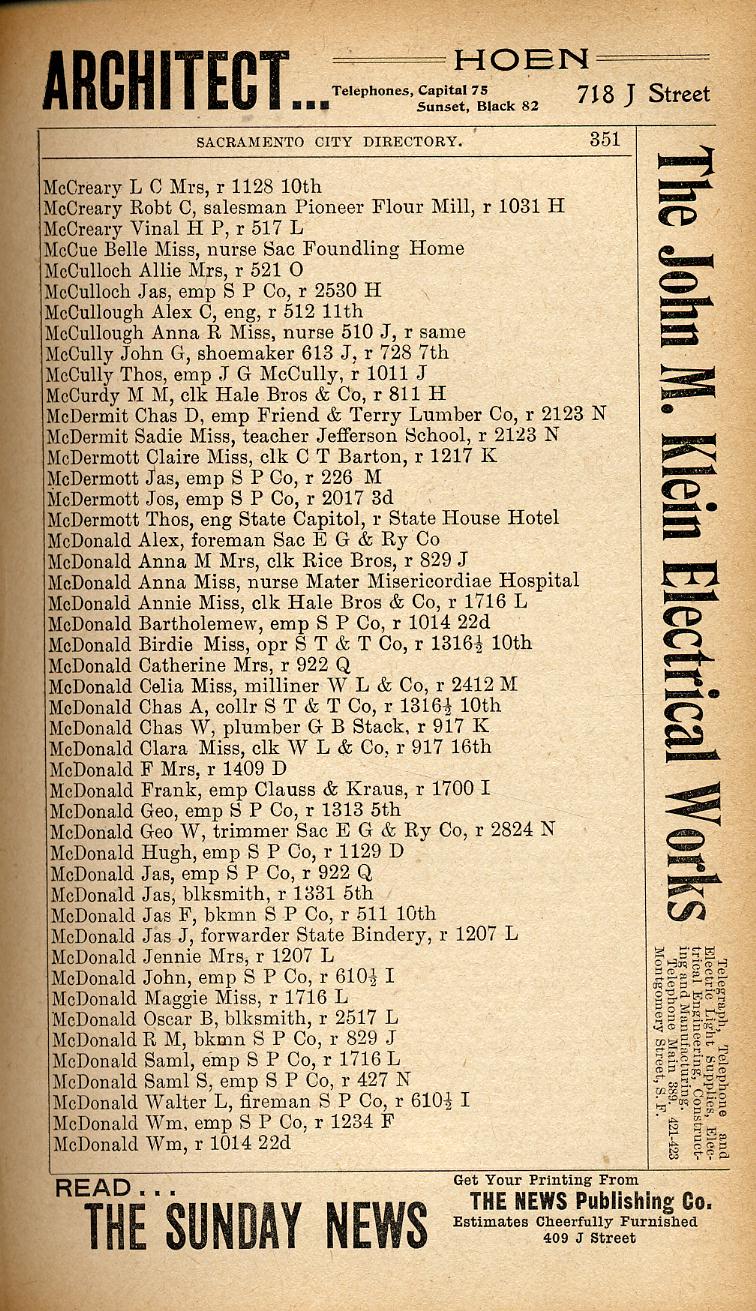 ARCHITECT...
HOEN
Telephones, Capital 75
Sunset, Black 82
718 J Street
SACRAMENTO CITY DIRECTORY. 351
McCreary L C Mrs, r 1128 10th
McCreary Robt C, salesman Pioneer Flour Mill, r 1031 H
McCreary Vinal H P, r 517 L
McCue Belle Miss, nurse Sac Foundling Home
McCulloch Allie Mrs, r 521 O
McCulloch Jas, emp S P Co, r 2530 H
McCullough Alex C, eng, r 512 11th
McCullough Anna R Miss, nurse 510 J, r same
McCully John G, shoemaker 613 J, r 728 7th
McCully Thos, emp J G McCully, r 1011 J
McCurdy M M, clk Hale Bros & Co, r 811 H
McDermit Chas D, emp Friend & Terry Lumber Co, r 2123 N
McDermit Sadie Miss, teacher Jefferson School, r 2123 N
McDermott Claire Miss, clk C T Barton, r 1217 K
McDermott Jas, emp S P Co, r 226 M
McDermott Jos, emp S P Co, r 2017 3d
McDermott Thos, eng State Capitol, r State House Hotel
McDonald Alex, foreman Sac E G & Ry Co
McDonald Anna M Mrs, clk Rice Bros, r 829 J
McDonald Anna Miss, nurse Mater Misericordiae Hospital
McDonald Annie Miss, clk Hale Bros & Co, r 1716 L
McDonald Bartholemew, emp S P Co, r 1014 22d
McDonald Birdie Miss, opr S T & T Co, r 1316½ 10th
McDonald Catherine Mrs, r 922 Q
McDonald Celia Miss, milliner W L & Co, r 2412 M
McDonald Chas A, collr S T & T Co, r 1316½ 10th
McDonald Chas W, plumber G B Stack, r 917 K
McDonald Clara Miss, clk W L & Co, r 917 16th
McDonald F Mrs, r 1409 D
McDonald Frank, emp Clauss & Kraus, r 1700 I
McDonald Geo, emp S P Co, r 1313 5th
McDonald Geo W, trimmer Sac E G & Ry Co, r 2824 N
McDonald Hugh, emp S P Co, r 1129 D
McDonald Jas, emp S P Co, r 922 Q
McDonald Jas, blksmith, r 1331 5th
McDonald Jas F, bkmn S P Co, r 511 10th
McDonald Jas J, forwarder State Bindery, r 1207 L
McDonald Jennie Mrs, r 1207 L
McDonald John, emp S P Co, r 610½ I
McDonald Maggie Miss, r 1716 L
McDonald Oscar B, blksmith, r 2517 L
McDonald R M, bkmn S P Co, r 829 J
McDonald Saml, emp S P Co, r 1716 L
McDonald Saml S, emp S P Co, r 427 N
McDonald Walter L, fireman S P Co, r 610½ I
McDonald Wm, emp S P Co, r 1234 F
McDonald Wm, r 1014 22d
The John M. Klein Electrical Works
Telegraph, Telephone and
Electric Light Supplies, Elec-
trical Engineering, Construct-
ing and Manufacturing.
Telephone Main 389. 421-423
Montgomery Street, S. F.
READ...
THE SUNDAY NEWS
Get Your Printing From
THE NEWS Publishing Co.
Estimates Cheerfully Furnished
409 J Street